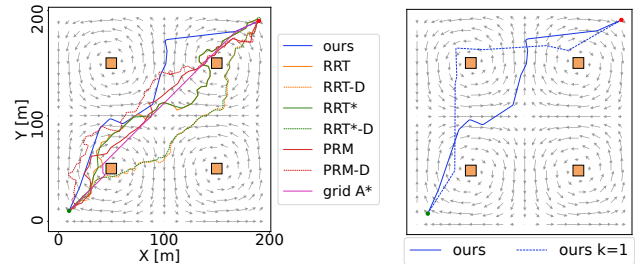 200
100
0
Y [m]
0
100
200
X [m]
ours
RRT
RRT-D
RRT*
RRT*-D
PRM
PRM-D
grid A*
ours
ours k=1